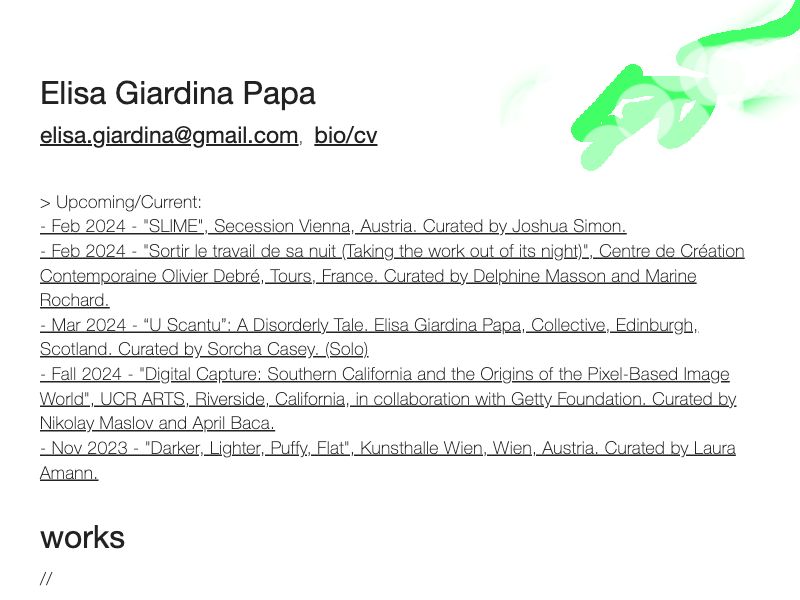 Elisa Giardina Papa
elisa.giardina@gmail.com, bio/cv
> Upcoming/Current:
- Feb 2024 - "SLIME", Secession Vienna, Austria. Curated by Joshua Simon.
- Feb 2024 - "Sortir le travail de sa nuit (Taking the work out of its night)", Centre de Création
Contemporaine Olivier Debré, Tours, France. Curated by Delphine Masson and Marine
Rochard.
- Mar 2024 - “U Scantu”: A Disorderly Tale. Elisa Giardina Papa, Collective, Edinburgh,
Scotland. Curated by Sorcha Casey. (Solo)
- Fall 2024 - "Digital Capture: Southern California and the Origins of the Pixel-Based Image
World", UCR ARTS, Riverside, California, in collaboration with Getty Foundation. Curated by
Nikolay Maslov and April Baca.
- Nov 2023 - "Darker, Lighter, Puffy, Flat", Kunsthalle Wien, Wien, Austria. Curated by Laura
Amann.
works
//